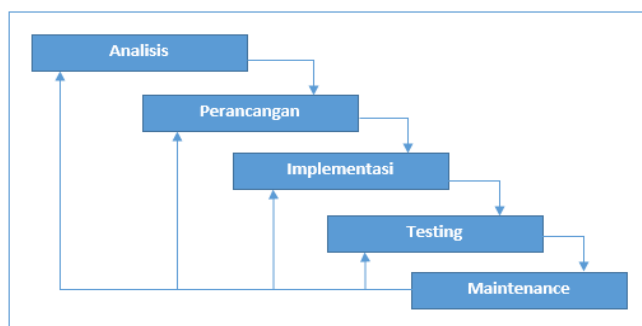 Analisis
Perancangan
Implementasi
Testing
Maintenance